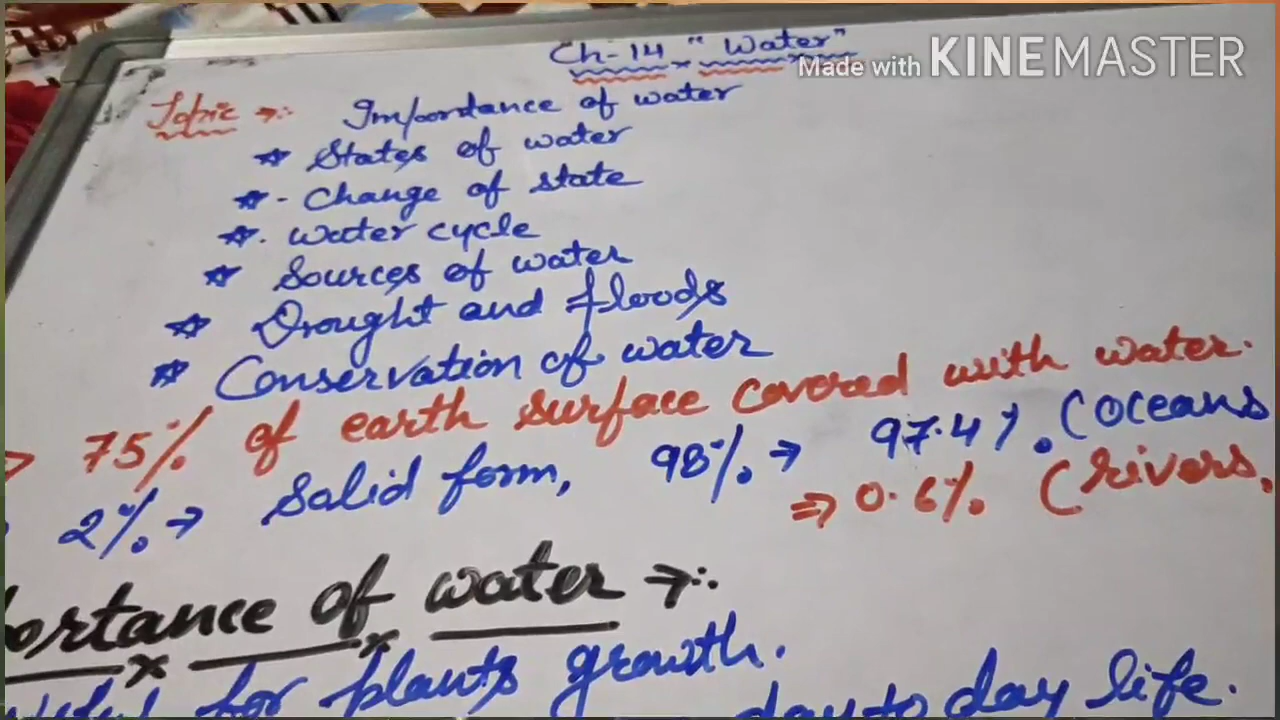 Ch-14 "Water"
Made with KINEMASTER
Topic →:- Importance of water
☆ States of water
☆ - Change of state
☆ . Water cycle
☆ Sources of water
☆ Drought and floods
☆ Conservation of water
75% of earth surface covered with water.
2% → Solid form, 98% → 97.4% (Oceans
⇒ 0.6% (rivers,
ortance of water →:-
for plants growth.
day to day life.